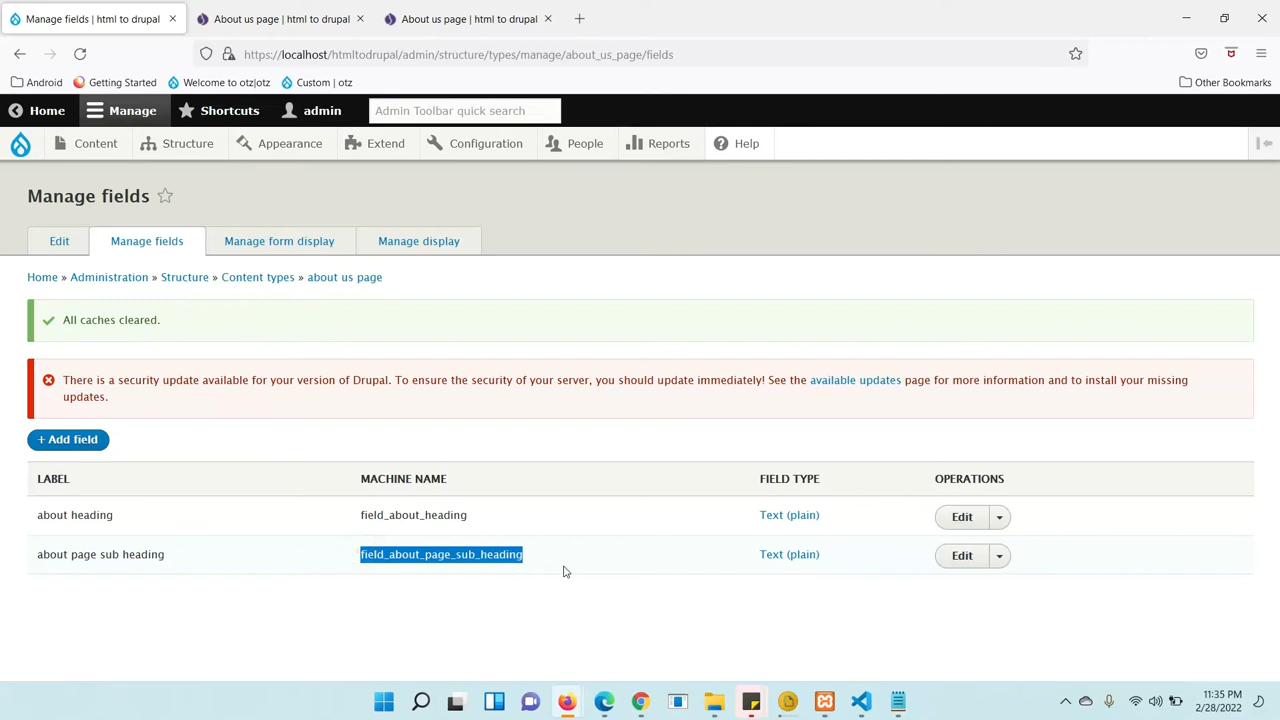 Manage fields | html to drupal
About us page | html to drupal
About us page | html to drupal
https://localhost/htmltodrupal/admin/structure/types/manage/about_us_page/fields
Android
Getting Started
Welcome to otz|otz
Custom | otz
Other Bookmarks
Home
Manage
Shortcuts
admin
Admin Toolbar quick search
Content
Structure
Appearance
Extend
Configuration
People
Reports
Help
Manage fields
Edit
Manage fields
Manage form display
Manage display
Home » Administration » Structure » Content types » about us page
All caches cleared.
There is a security update available for your version of Drupal. To ensure the security of your server, you should update immediately! See the available updates page for more information and to install your missing
updates.
+ Add field
LABEL MACHINE NAME FIELD TYPE OPERATIONS
about heading field_about_heading Text (plain) Edit
about page sub heading field_about_page_sub_heading Text (plain) Edit
11:35 PM
2/28/2022